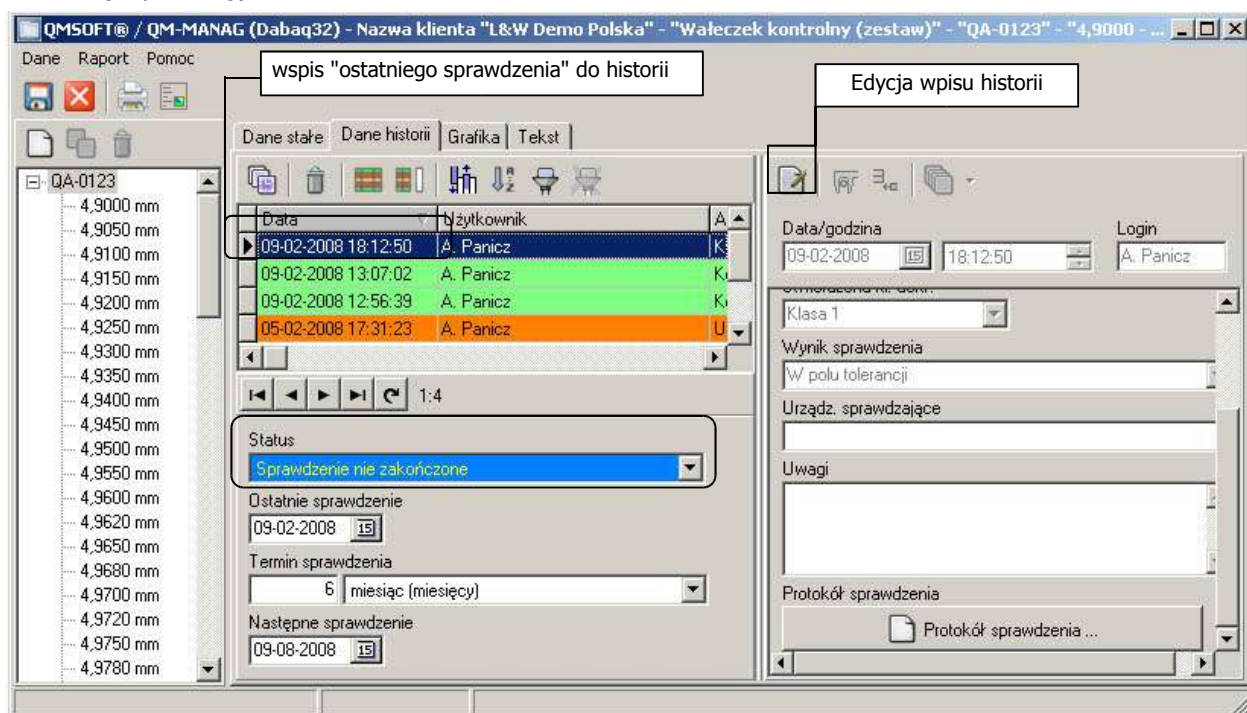 QMSOFT® / QM-MANAG (Dabaq32) - Nazwa klienta "L&W Demo Polska" - "Wałeczek kontrolny (zestaw)" - "QA-0123" - "4,9000 - ...
Dane Raport Pomoc
wspis "ostatniego sprawdzenia" do historii
Edycja wpisu historii
Dane stałe Dane historii Grafika Tekst
QA-0123
4,9000 mm
4,9050 mm
4,9100 mm
4,9150 mm
4,9200 mm
4,9250 mm
4,9300 mm
4,9350 mm
4,9400 mm
4,9450 mm
4,9500 mm
4,9550 mm
4,9600 mm
4,9620 mm
4,9650 mm
4,9680 mm
4,9700 mm
4,9720 mm
4,9750 mm
4,9780 mm
Data Użytkownik A
09-02-2008 18:12:50 A. Panicz K
09-02-2008 13:07:02 A. Panicz
09-02-2008 12:56:39 A. Panicz
05-02-2008 17:31:23 A. Panicz U
1:4
Status
Sprawdzenie nie zakończone
Ostatnie sprawdzenie
09-02-2008 15
Termin sprawdzenia
6 miesiąc (miesięcy)
Następne sprawdzenie
09-08-2008 15
Data/godzina Login
09-02-2008 15 18:12:50 A. Panicz
Klasa 1
Wynik sprawdzenia
W polu tolerancji
Urządz. sprawdzające
Uwagi
Protokół sprawdzenia
Protokół sprawdzenia ...